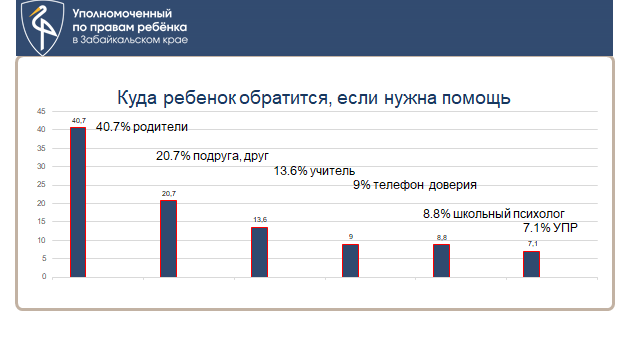 Уполномоченный
по правам ребёнка
в Забайкальском крае
Куда ребенок обратится, если нужна помощь
45
40
35
30
25
20
15
10
5
0
40,7
40.7% родители
20,7
20.7% подруга, друг
13,6
13.6% учитель
9
9% телефон доверия
8,8
8.8% школьный психолог
7,1
7.1% УПР